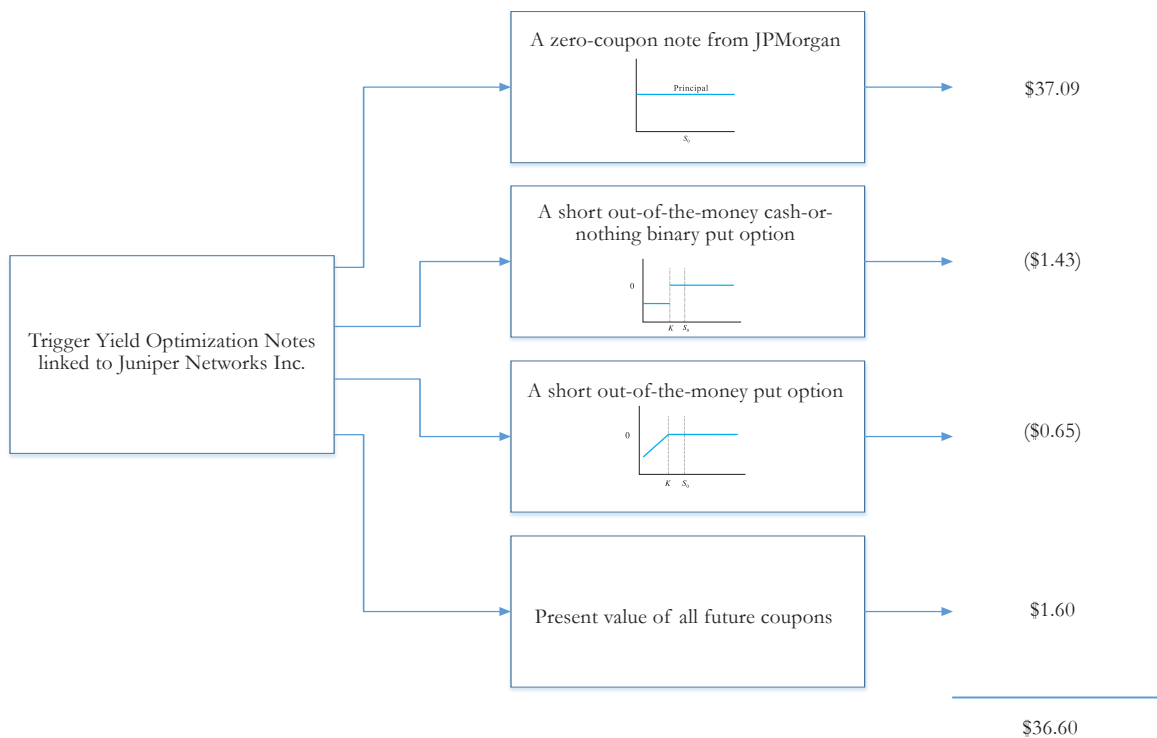 A zero-coupon note from JPMorgan
Principal
S0
$37.09
A short out-of-the-money cash-or-
nothing binary put option
0
K S0
($1.43)
Trigger Yield Optimization Notes
linked to Juniper Networks Inc.
A short out-of-the-money put option
0
K S0
($0.65)
Present value of all future coupons
$1.60
$36.60